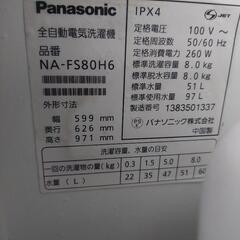 Panasonic
全自動電気洗濯機
品番
NA-FS80H6
外形寸法
幅 599 mm
奥行 626 mm
高さ 971 mm
IPX4
JET
定格電圧 100 V～
定格周波数 50/60 Hz
定格消費電力 260 W
標準洗濯容量 8.0 kg
標準脱水容量 8.0 kg
標準水量 51 L
標準使用水量 97 L
製造番号 1383501337
パナソニック株式会社
中国製
洗濯容量、水量の目安
一回の洗濯物の量(kg) 0.3 1.5 3.0 5.0 8.0
水量(L) 22 35 47 51 60